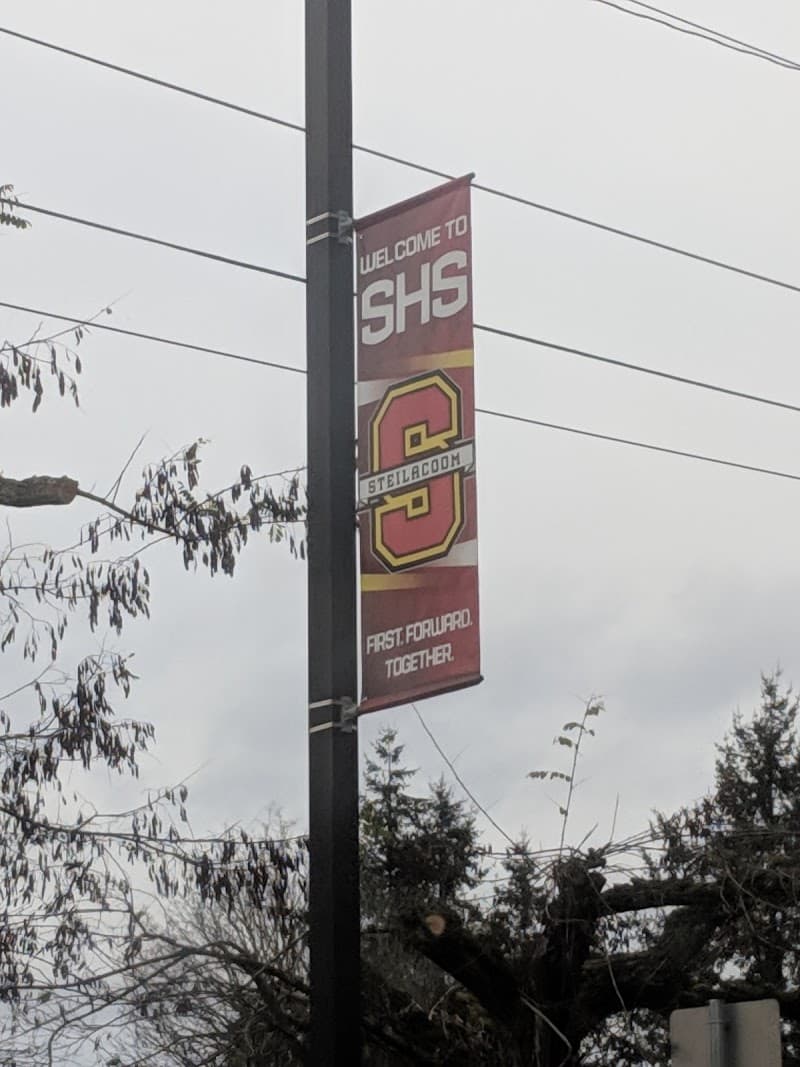 WELCOME TO
SHS
S
STEILACOOM
FIRST. FORWARD.
TOGETHER.